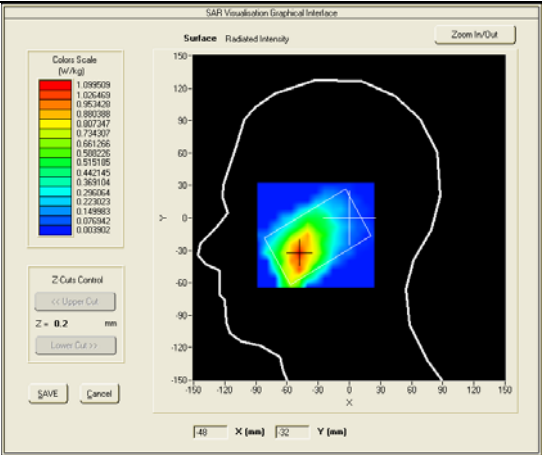 SAR Visualisation Graphical Interface
Surface Radiated Intensity
Zoom In/Out
Colors Scale
(W/kg)
1.099509
1.026469
0.953428
0.880388
0.807347
0.734307
0.661266
0.588226
0.515185
0.442145
0.369104
0.296064
0.223023
0.149983
0.076942
0.003902
Z-Cuts Control
<< Upper Cut
Z = 0.2 mm
Lower Cut >>
SAVE Cancel
150-
120-
90-
60-
30-
0-
-30-
-60-
-90-
-120-
-150-
Y
-150 -120 -90 -60 -30 0 30 60 90 120 150
X
-48 X (mm) -32 Y (mm)